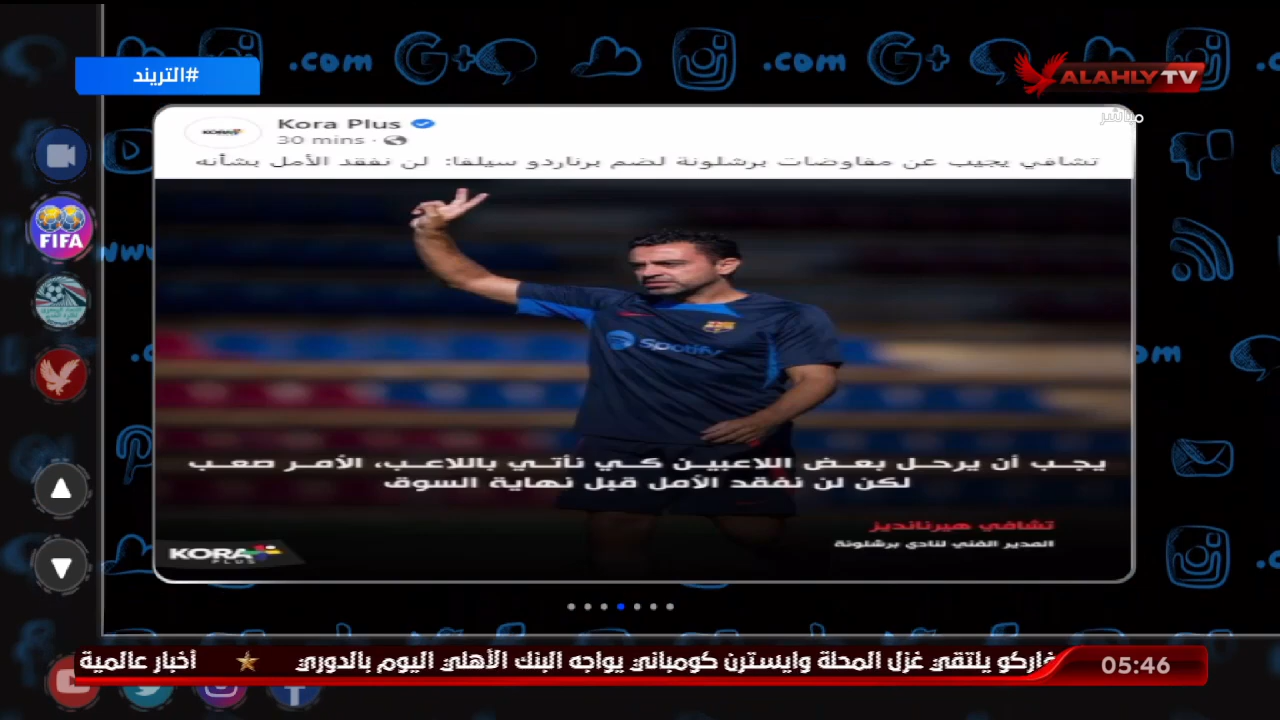 #التريند
ALAHLY TV
مباشر
Kora Plus
30 mins ·
تشافي يجيب عن مفاوضات برشلونة لضم برناردو سيلفا: لن نفقد الأمل بشأنه
FIFA
Spotify
يجب أن يرحل بعض اللاعبين كي نأتي باللاعب، الأمر صعب
لكن لن نفقد الأمل قبل نهاية السوق
تشافي هيرنانديز
المدير الفني لنادي برشلونة
KORA
PLUS
فاركو يلتقي غزل المحلة وايسترن كومباني يواجه البنك الأهلي اليوم بالدوري
أخبار عالمية
05:46
.com
G+
.com
G+